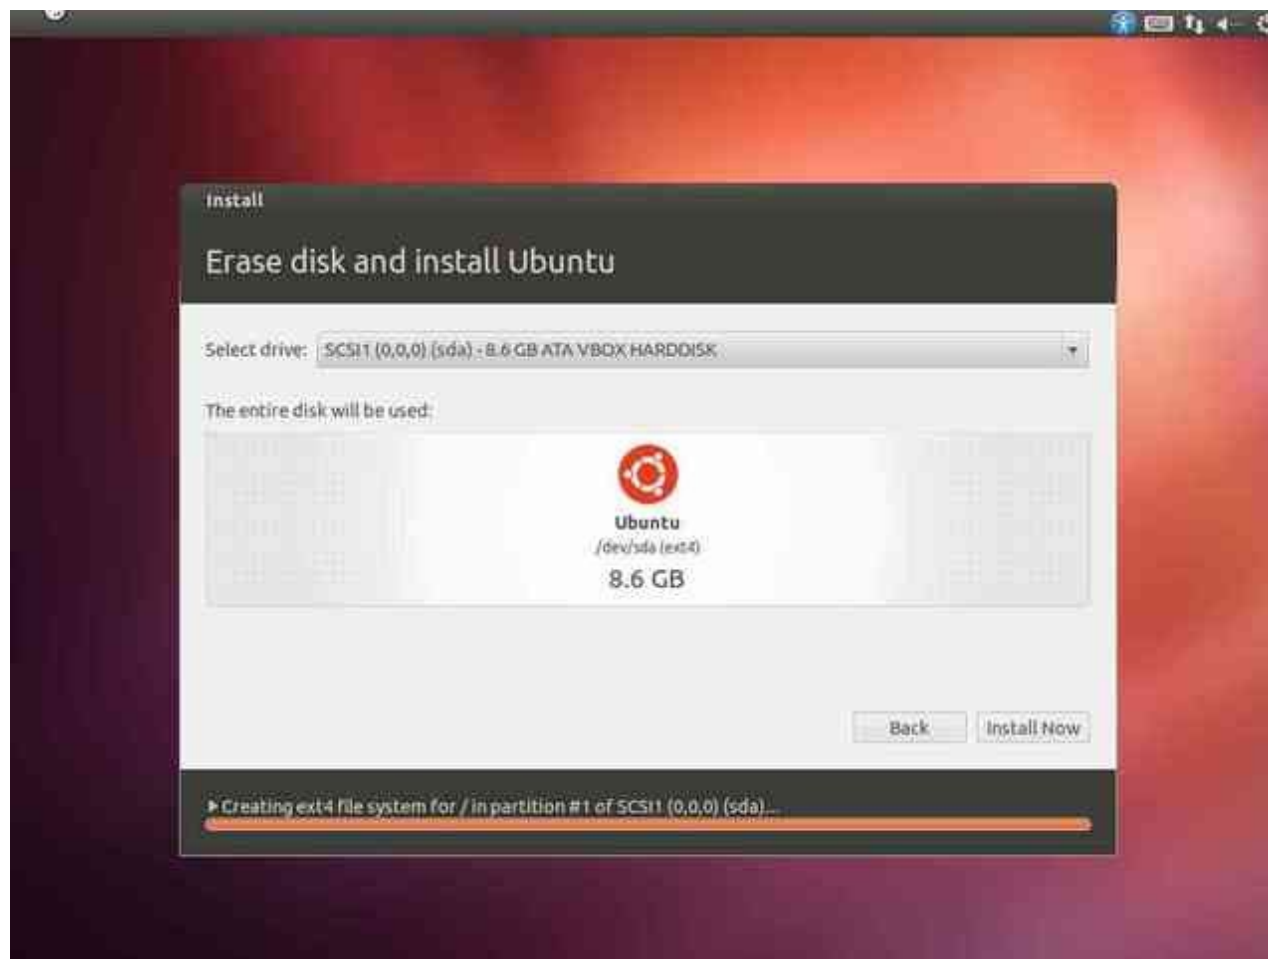 Install
Erase disk and install Ubuntu
Select drive: SCSI1 (0,0,0) (sda) - 8.6 GB ATA VBOX HARDDISK
The entire disk will be used:
Ubuntu
/dev/sda (ext4)
8.6 GB
Back Install Now
Creating ext4 file system for / in partition #1 of SCSI1 (0,0,0) (sda)...